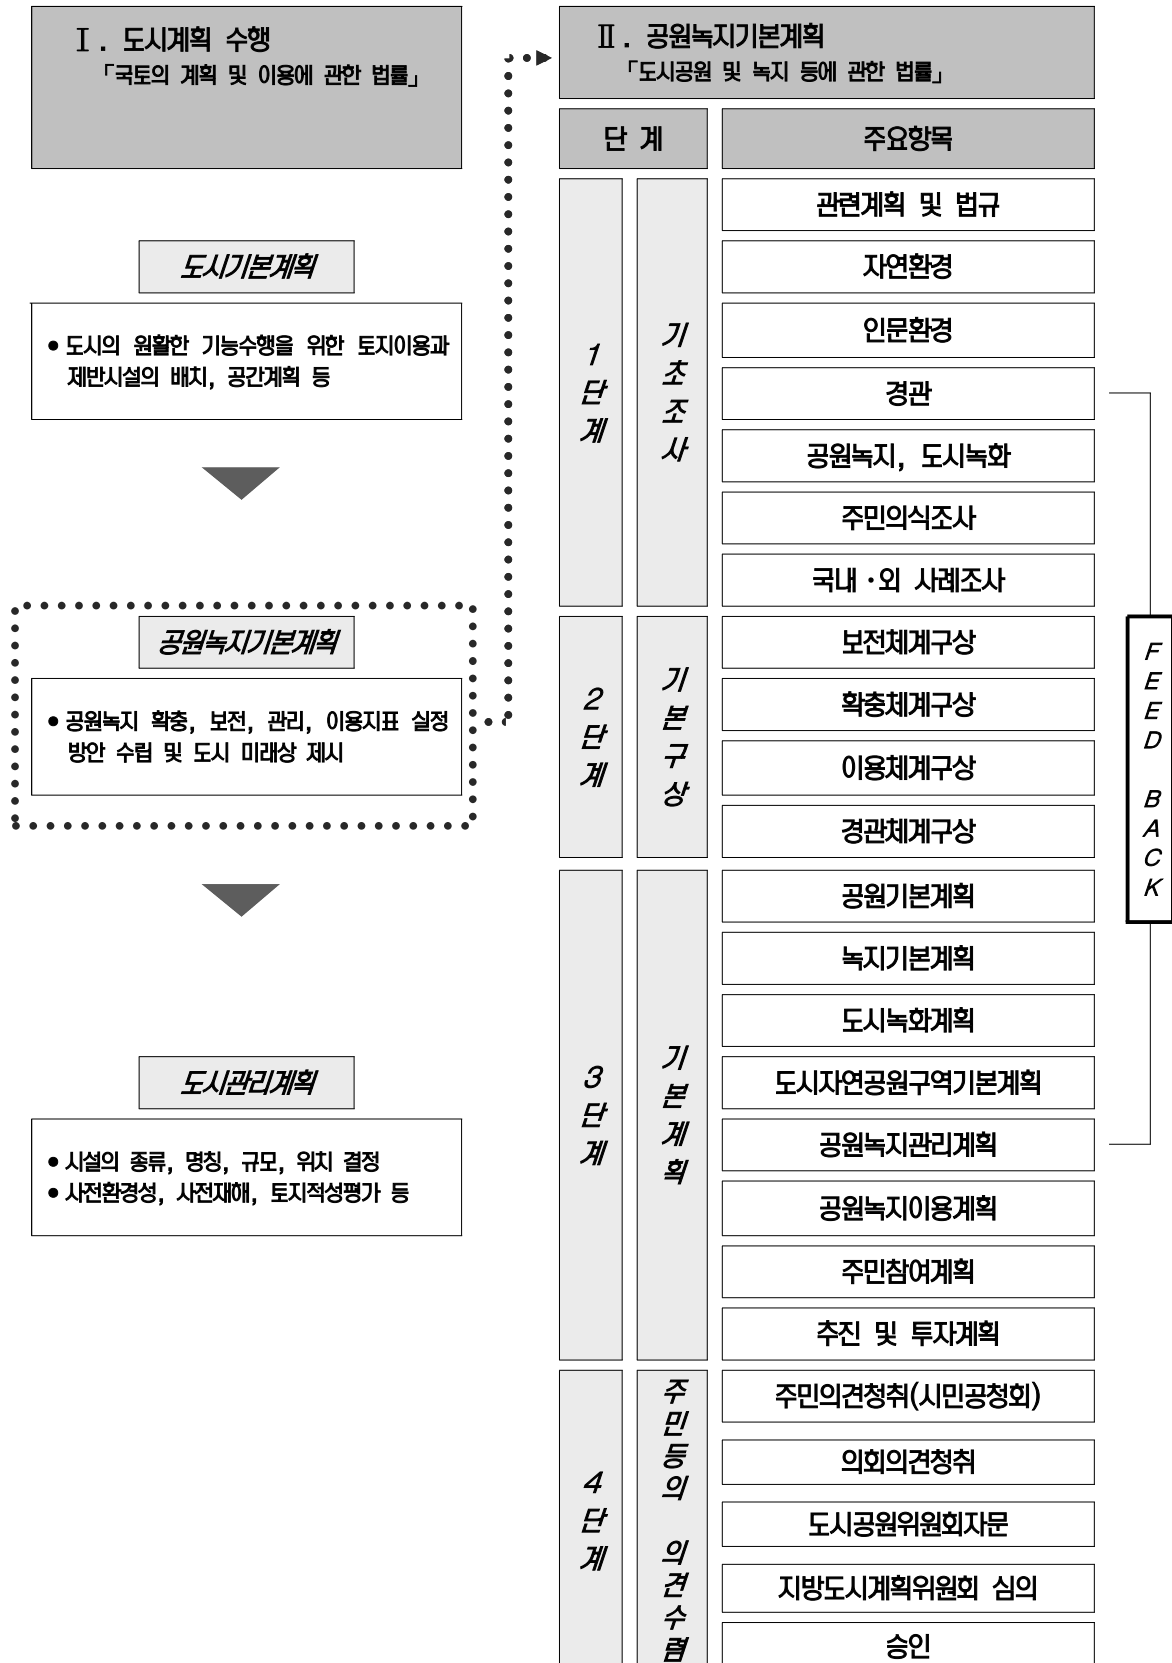 Ⅰ. 도시계획 수행
「국토의 계획 및 이용에 관한 법률」
도시기본계획
● 도시의 원활한 기능수행을 위한 토지이용과
제반시설의 배치, 공간계획 등
공원녹지기본계획
● 공원녹지 확충, 보전, 관리, 이용지표 설정
방안 수립 및 도시 미래상 제시
도시관리계획
● 시설의 종류, 명칭, 규모, 위치 결정
● 사전환경성, 사전재해, 토지적성평가 등
Ⅱ. 공원녹지기본계획
「도시공원 및 녹지 등에 관한 법률」
단 계
주요항목
1단계
기초조사
관련계획 및 법규
자연환경
인문환경
경관
공원녹지, 도시녹화
주민의식조사
국내·외 사례조사
2단계
기본구상
보전체계구상
확충체계구상
이용체계구상
경관체계구상
3단계
기본계획
공원기본계획
녹지기본계획
도시녹화계획
도시자연공원구역기본계획
공원녹지관리계획
공원녹지이용계획
주민참여계획
추진 및 투자계획
4단계
주민등의 의견수렴
주민의견청취(시민공청회)
의회의견청취
도시공원위원회자문
지방도시계획위원회 심의
승인
FEED BACK